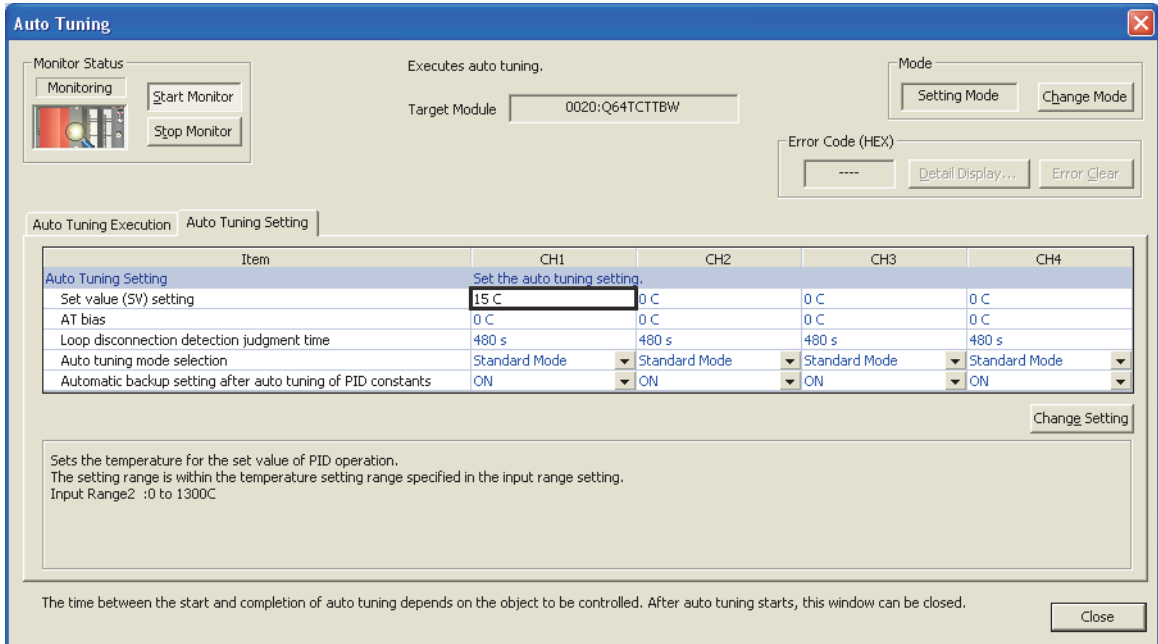 Auto Tuning
Monitor Status
Monitoring
Start Monitor
Stop Monitor
Executes auto tuning.
Target Module 0020:Q64TCTTBW
Mode
Setting Mode Change Mode
Error Code (HEX)
---- Detail Display... Error Clear
Auto Tuning Execution Auto Tuning Setting
Item CH1 CH2 CH3 CH4
Auto Tuning Setting Set the auto tuning setting.
Set value (SV) setting 15 C 0 C 0 C 0 C
AT bias 0 C 0 C 0 C 0 C
Loop disconnection detection judgment time 480 s 480 s 480 s 480 s
Auto tuning mode selection Standard Mode Standard Mode Standard Mode Standard Mode
Automatic backup setting after auto tuning of PID constants ON ON ON ON
Change Setting
Sets the temperature for the set value of PID operation.
The setting range is within the temperature setting range specified in the input range setting.
Input Range2 :0 to 1300C
The time between the start and completion of auto tuning depends on the object to be controlled. After auto tuning starts, this window can be closed.
Close